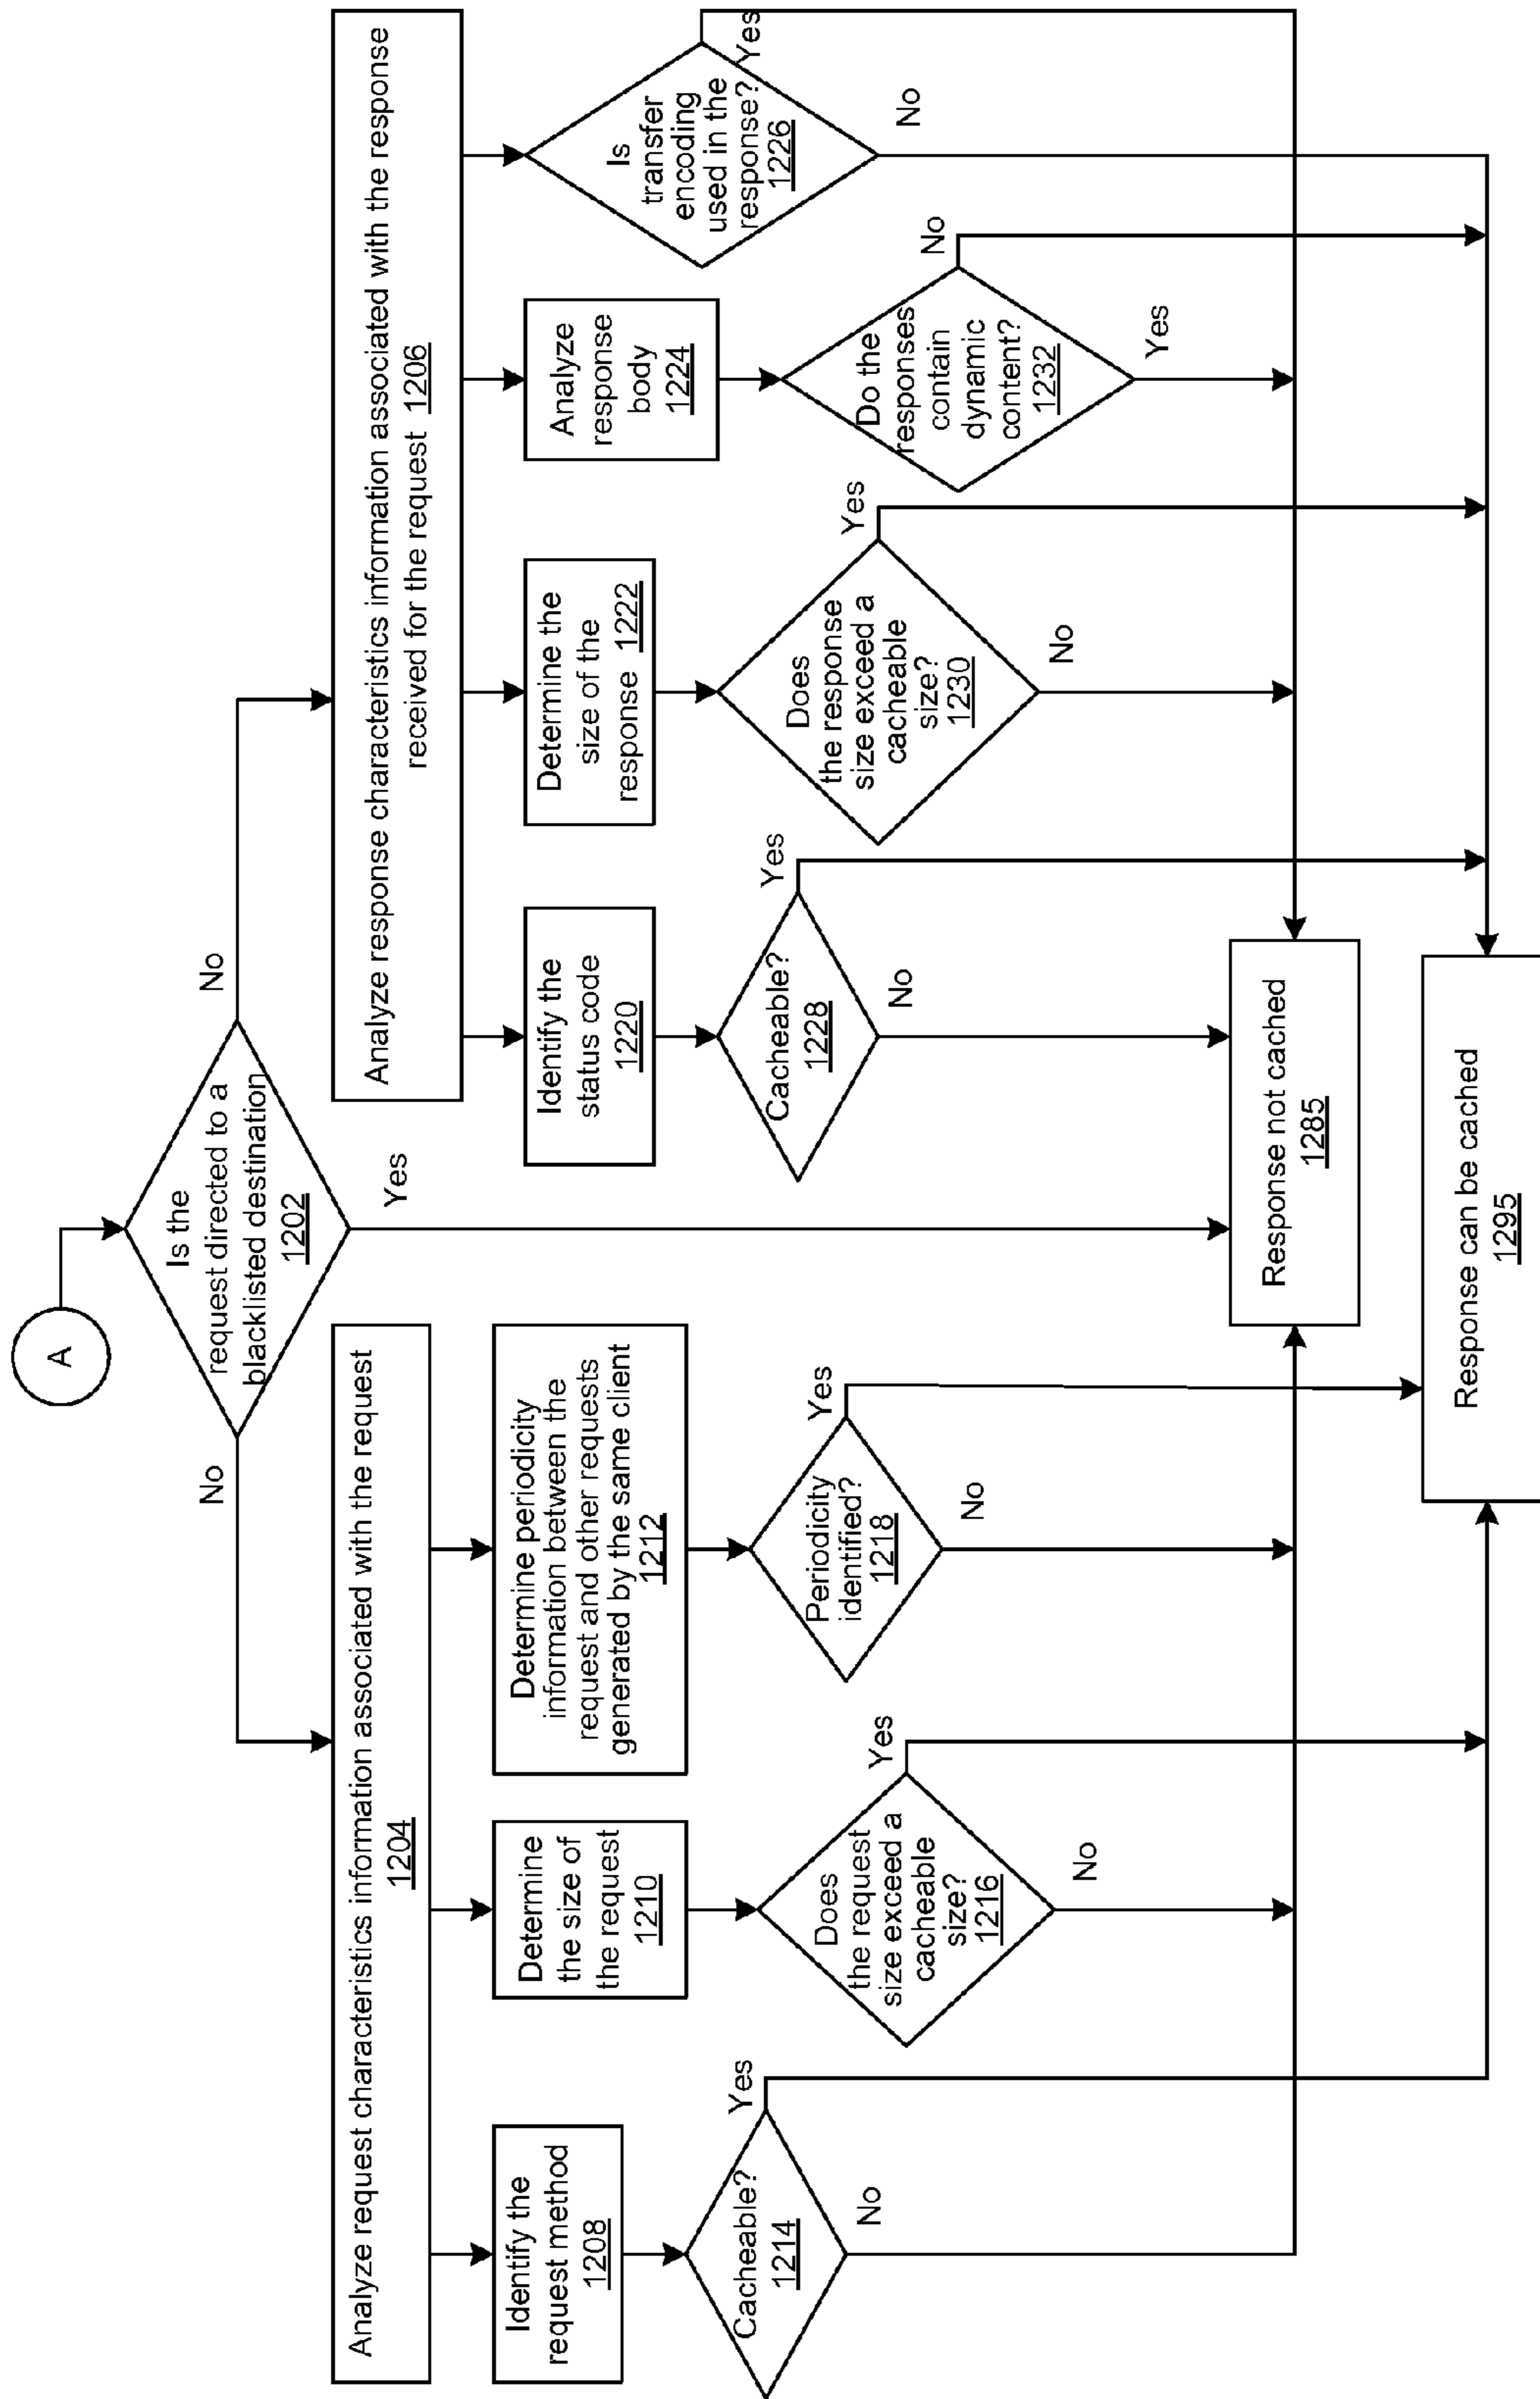 A
Is the
request directed to a
blacklisted destination
1202
No
No
Yes
Analyze request characteristics information associated with the request
1204
Analyze response characteristics information associated with the response
received for the request 1206
Identify the
request method
1208
Determine
the size of
the request
1210
Determine periodicity
information between the
request and other requests
generated by the same client
1212
Identify the
status code
1220
Determine the
size of the
response 1222
Analyze
response
body
1224
Is
transfer
encoding
used in the
response?
1226
Yes
No
Cacheable?
1214
Yes
No
Does
the request
size exceed a
cacheable
size?
1216
Yes
No
Periodicity
identified?
1218
Yes
No
Cacheable?
1228
Yes
No
Does
the response
size exceed a
cacheable
size?
1230
Yes
No
Do the
responses
contain
dynamic
content?
1232
No
Yes
Response not cached
1285
Response can be cached
1295